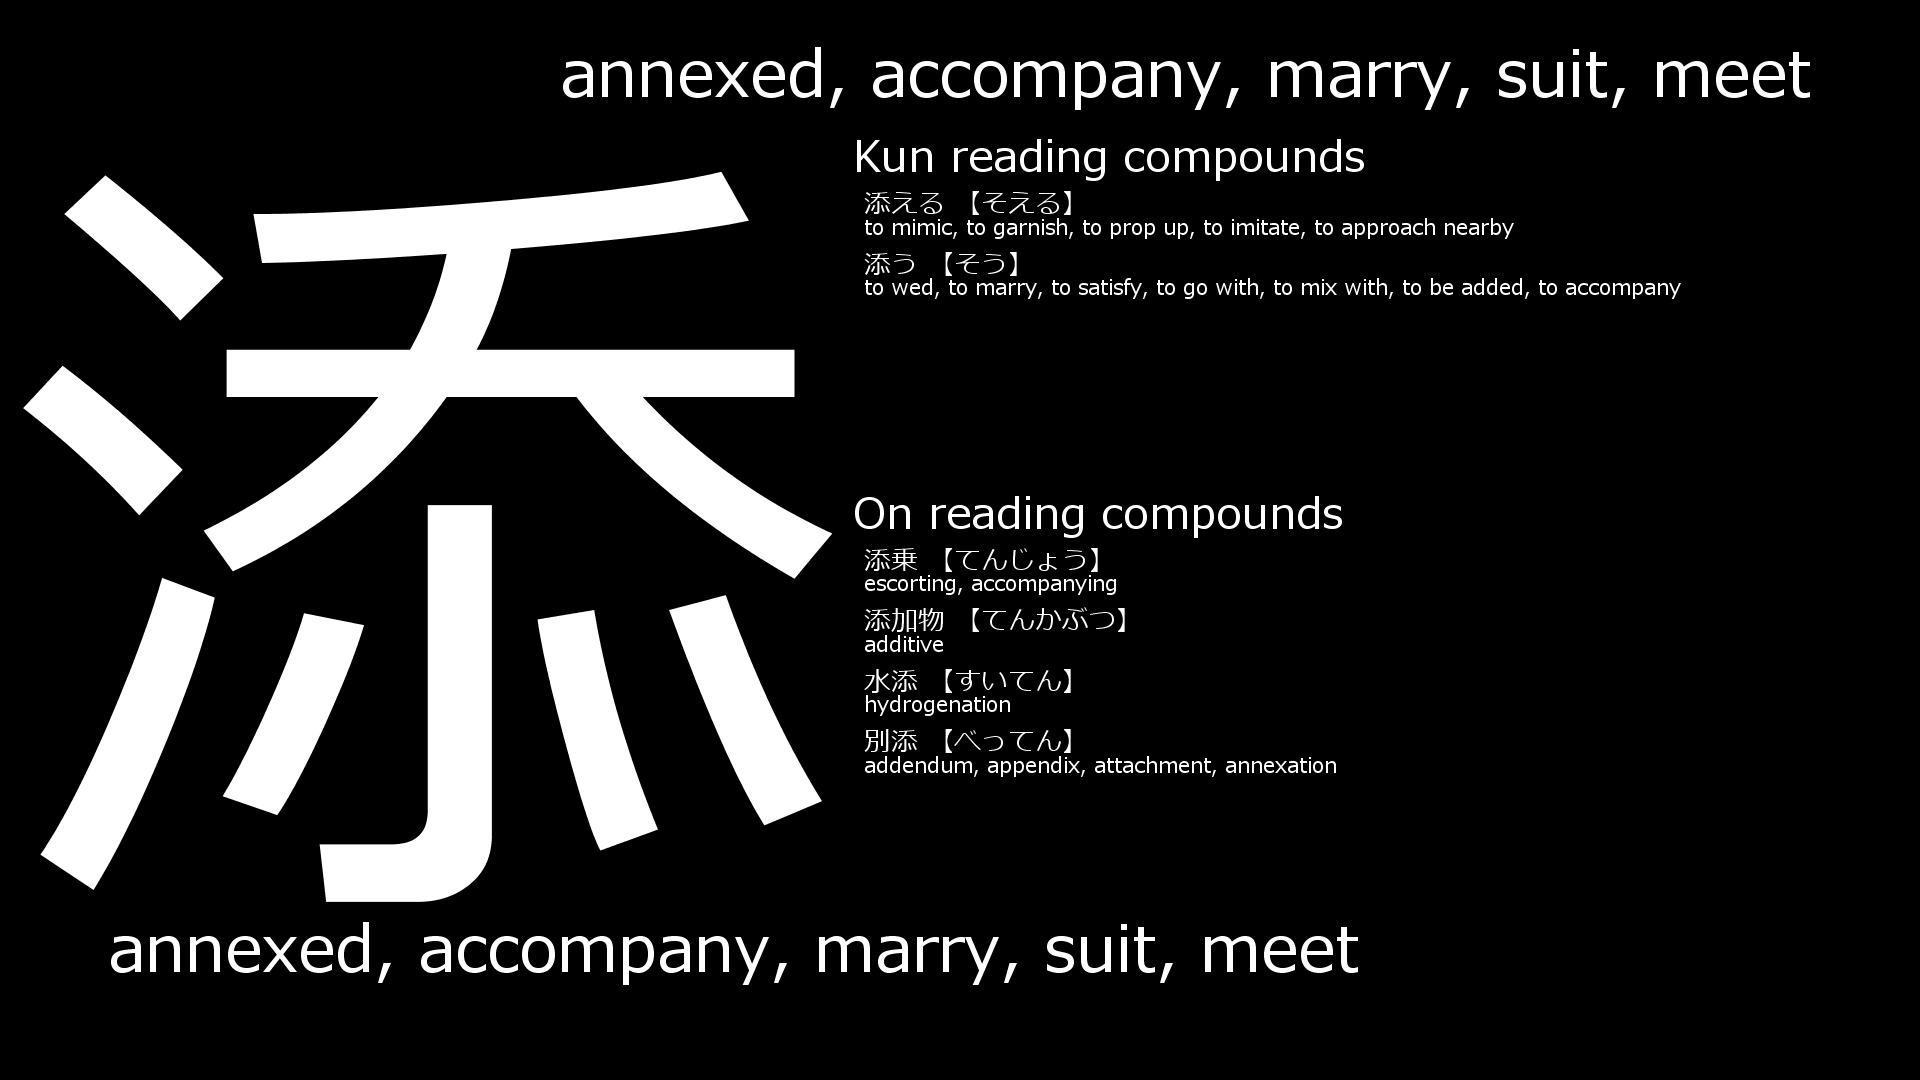 annexed, accompany, marry, suit, meet
添
Kun reading compounds
添える 【そえる】
to mimic, to garnish, to prop up, to imitate, to approach nearby
添う 【そう】
to wed, to marry, to satisfy, to go with, to mix with, to be added, to accompany
On reading compounds
添乗 【てんじょう】
escorting, accompanying
添加物 【てんかぶつ】
additive
水添 【すいてん】
hydrogenation
別添 【べってん】
addendum, appendix, attachment, annexation
annexed, accompany, marry, suit, meet